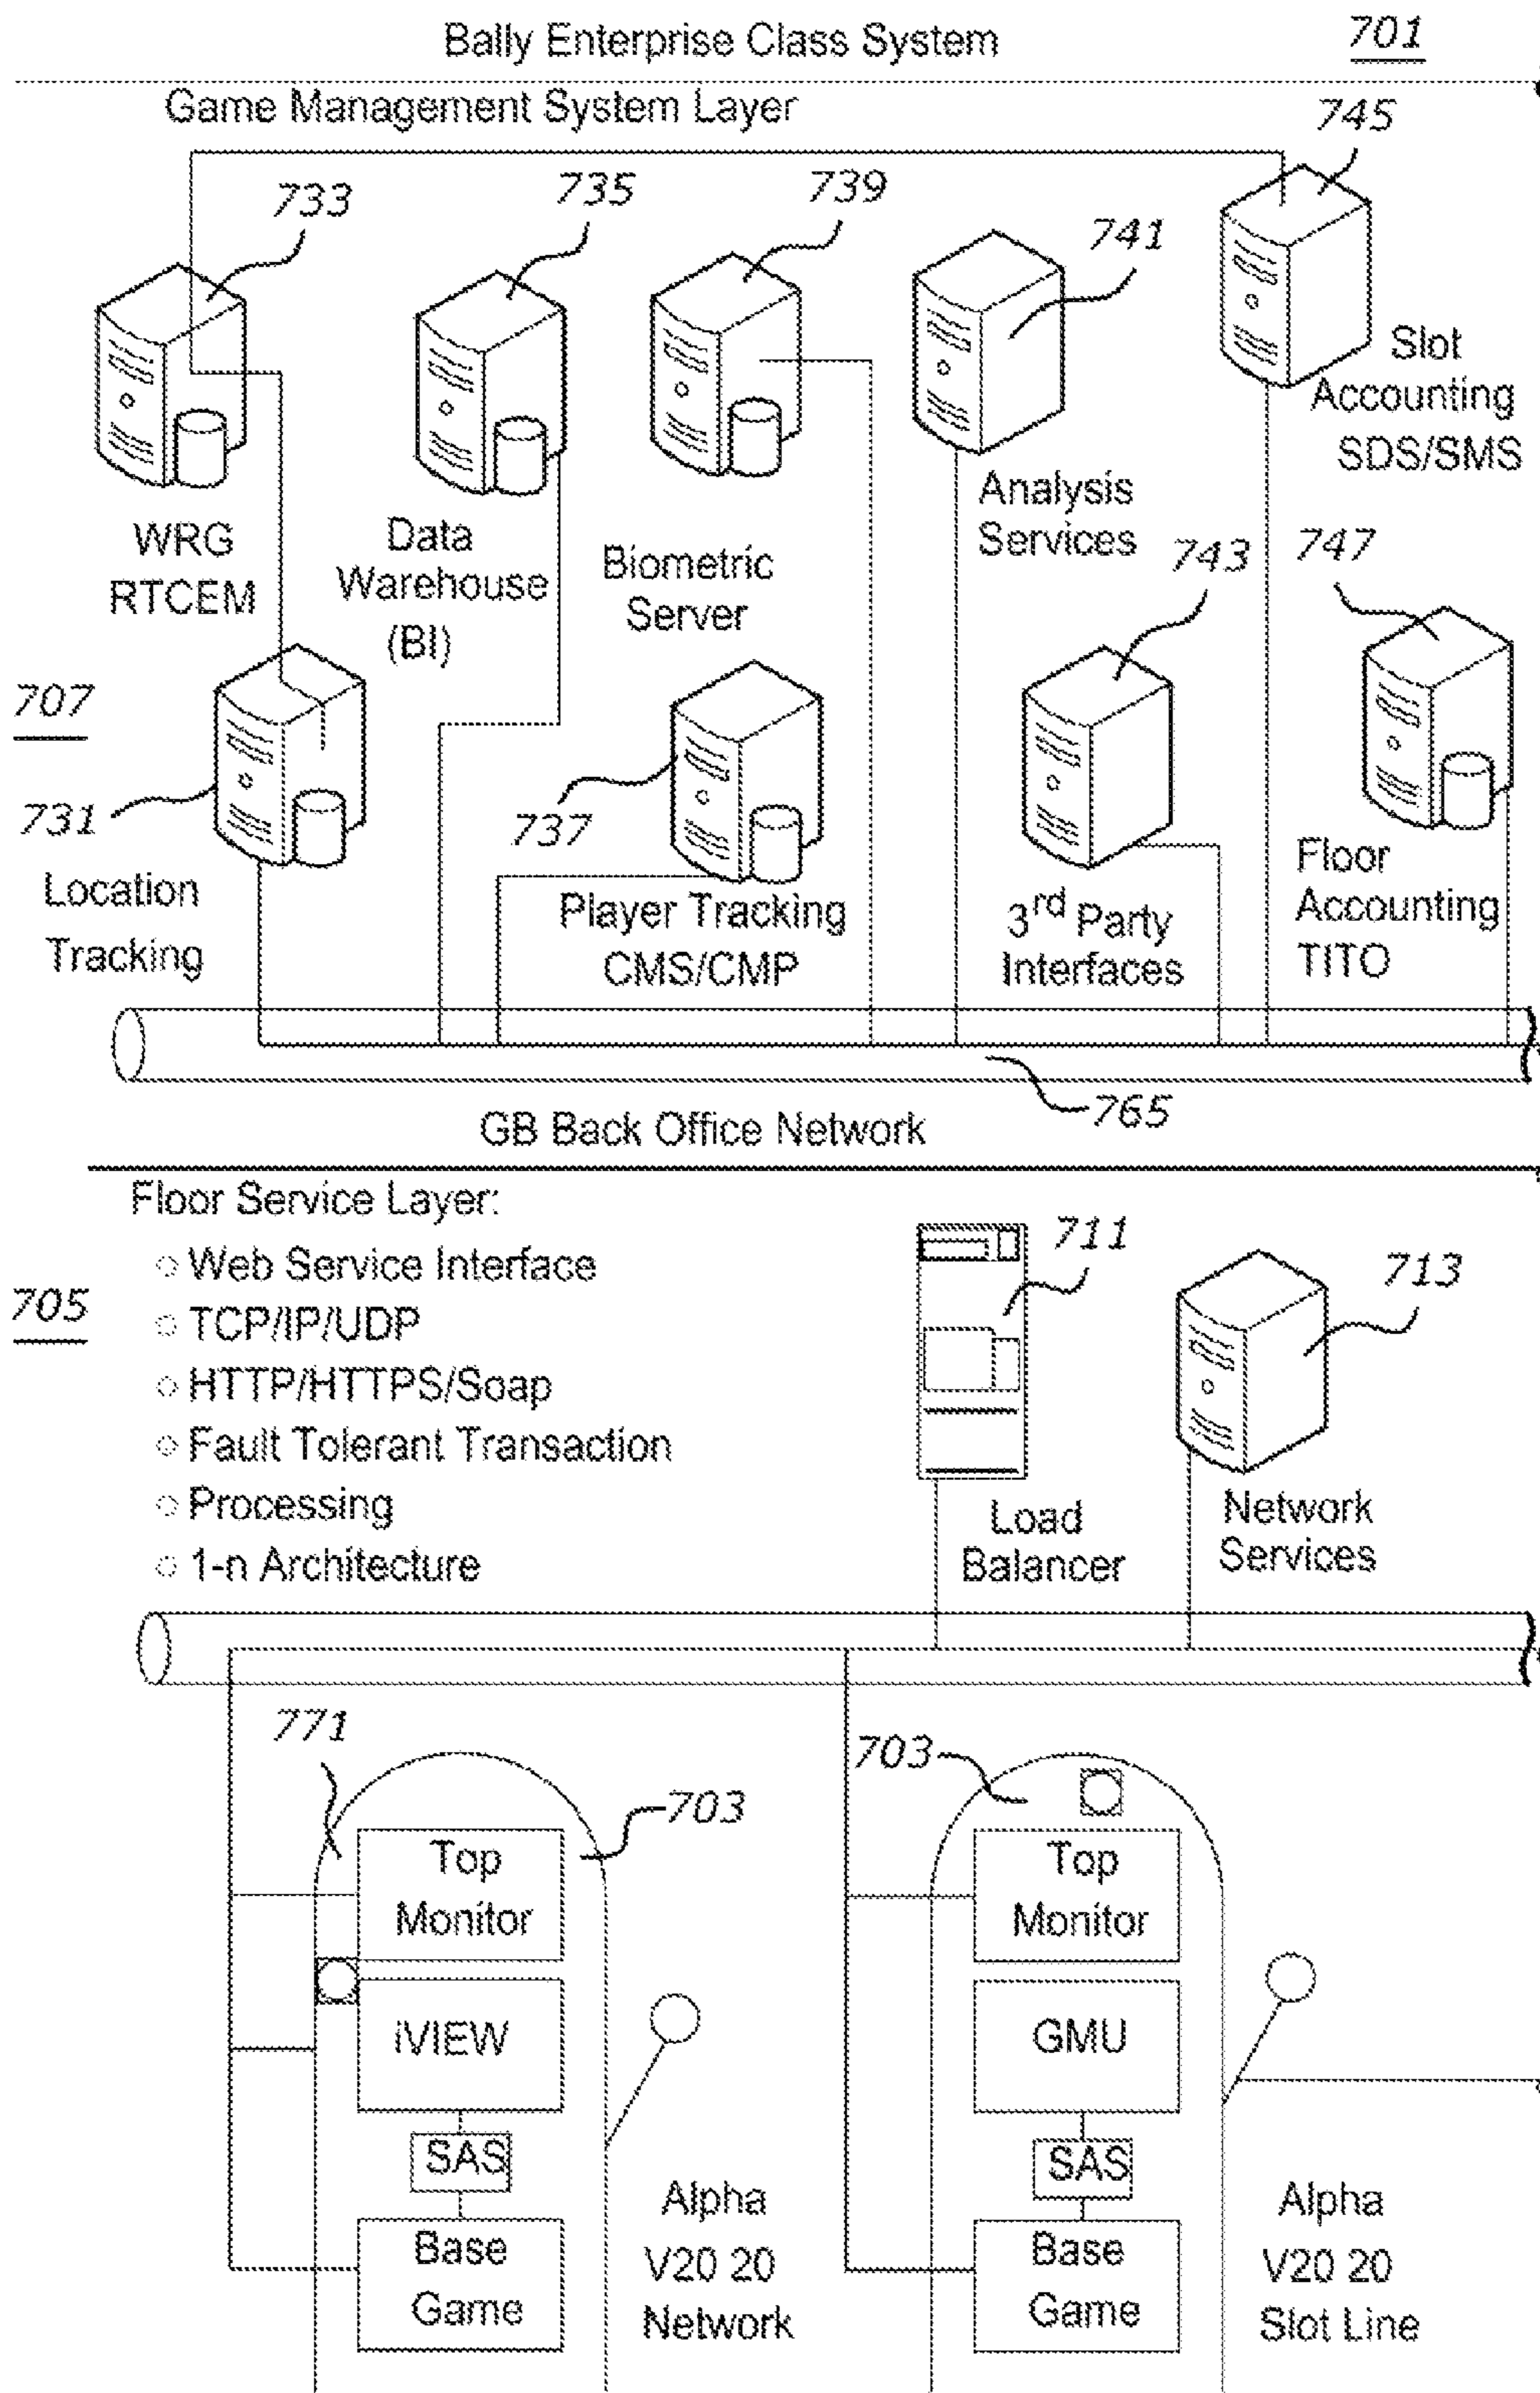 Bally Enterprise Class System
701
Game Management System Layer
745
733
735
739
741
Slot
Accounting
SDS/SMS
WRG
RTCEM
Data
Warehouse
(BI)
Biometric
Server
Analysis
Services
743
747
707
731
737
Location
Tracking
Player Tracking
CMS/CMP
3rd Party
Interfaces
Floor
Accounting
TITO
765
GB Back Office Network
Floor Service Layer:
705
○ Web Service Interface
○ TCP/IP/UDP
○ HTTP/HTTPS/Soap
○ Fault Tolerant Transaction
○ Processing
○ 1-n Architecture
711
713
Load
Balancer
Network
Services
771
703
703
Top
Monitor
iVIEW
SAS
Base
Game
Alpha
V20 20
Network
Top
Monitor
GMU
SAS
Base
Game
Alpha
V20 20
Slot Line